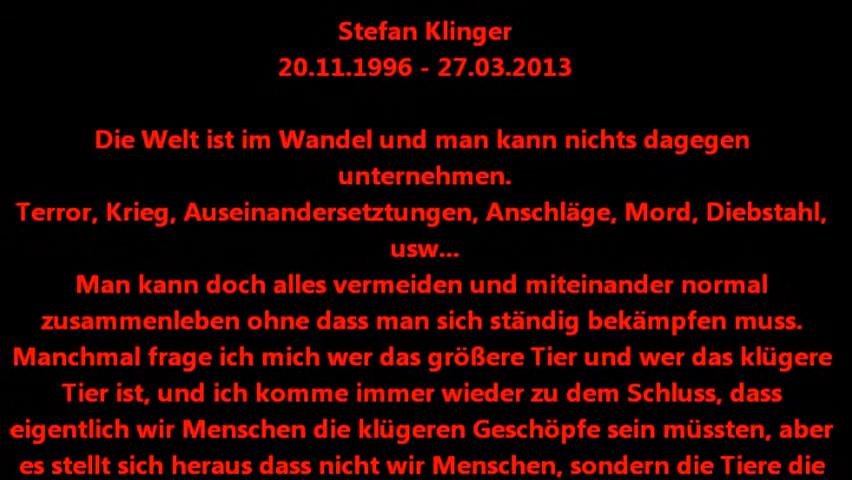 Stefan Klinger
20.11.1996 - 27.03.2013
Die Welt ist im Wandel und man kann nichts dagegen
unternehmen.
Terror, Krieg, Auseinandersetztungen, Anschläge, Mord, Diebstahl,
usw...
Man kann doch alles vermeiden und miteinander normal
zusammenleben ohne dass man sich ständig bekämpfen muss.
Manchmal frage ich mich wer das größere Tier und wer das klügere
Tier ist, und ich komme immer wieder zu dem Schluss, dass
eigentlich wir Menschen die klügeren Geschöpfe sein müssten, aber
es stellt sich heraus dass nicht wir Menschen, sondern die Tiere die